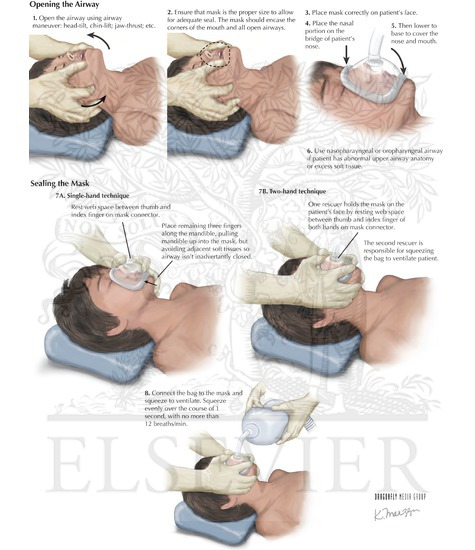 Opening the Airway
1. Open the airway using airway
maneuver: head-tilt, chin-lift; jaw-thrust; etc.
2. Ensure that mask is the proper size to allow
for adequate seal. The mask should encase the
corners of the mouth and all open airways.
3. Place mask correctly on patient's face.
4. Place the nasal
portion on the
bridge of patient's
nose.
5. Then lower to
base to cover the
nose and mouth.
6. Use nasopharyngeal or oropharyngeal airway
if patient has abnormal upper airway anatomy
or excess soft tissue.
Sealing the Mask
7A. Single-hand technique
Rest web space between thumb and
index finger on mask connector.
Place remaining three fingers
along the mandible, pulling
mandible up into the mask, but
avoiding adjacent soft tissues so
airway isn't inadvertently closed.
7B. Two-hand technique
One rescuer holds the mask on the
patient's face by resting web space
between thumb and index finger of
both hands on mask connector.
The second rescuer is
responsible for squeezing
the bag to ventilate patient.
8. Connect the bag to the mask and
squeeze to ventilate. Squeeze
evenly over the course of 1
second, with no more than
12 breaths/min.
ELSEVIER
DRAGONFLY MEDIA GROUP